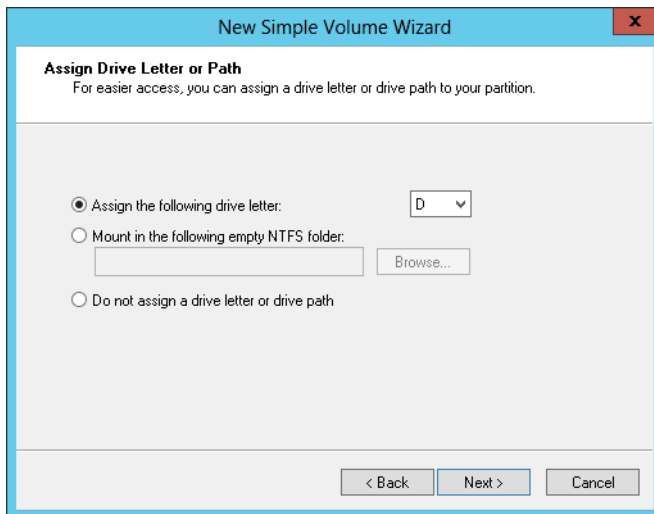 New Simple Volume Wizard
x
Assign Drive Letter or Path
For easier access, you can assign a drive letter or drive path to your partition.
Assign the following drive letter:
D
Mount in the following empty NTFS folder:
Browse...
Do not assign a drive letter or drive path
< Back
Next >
Cancel